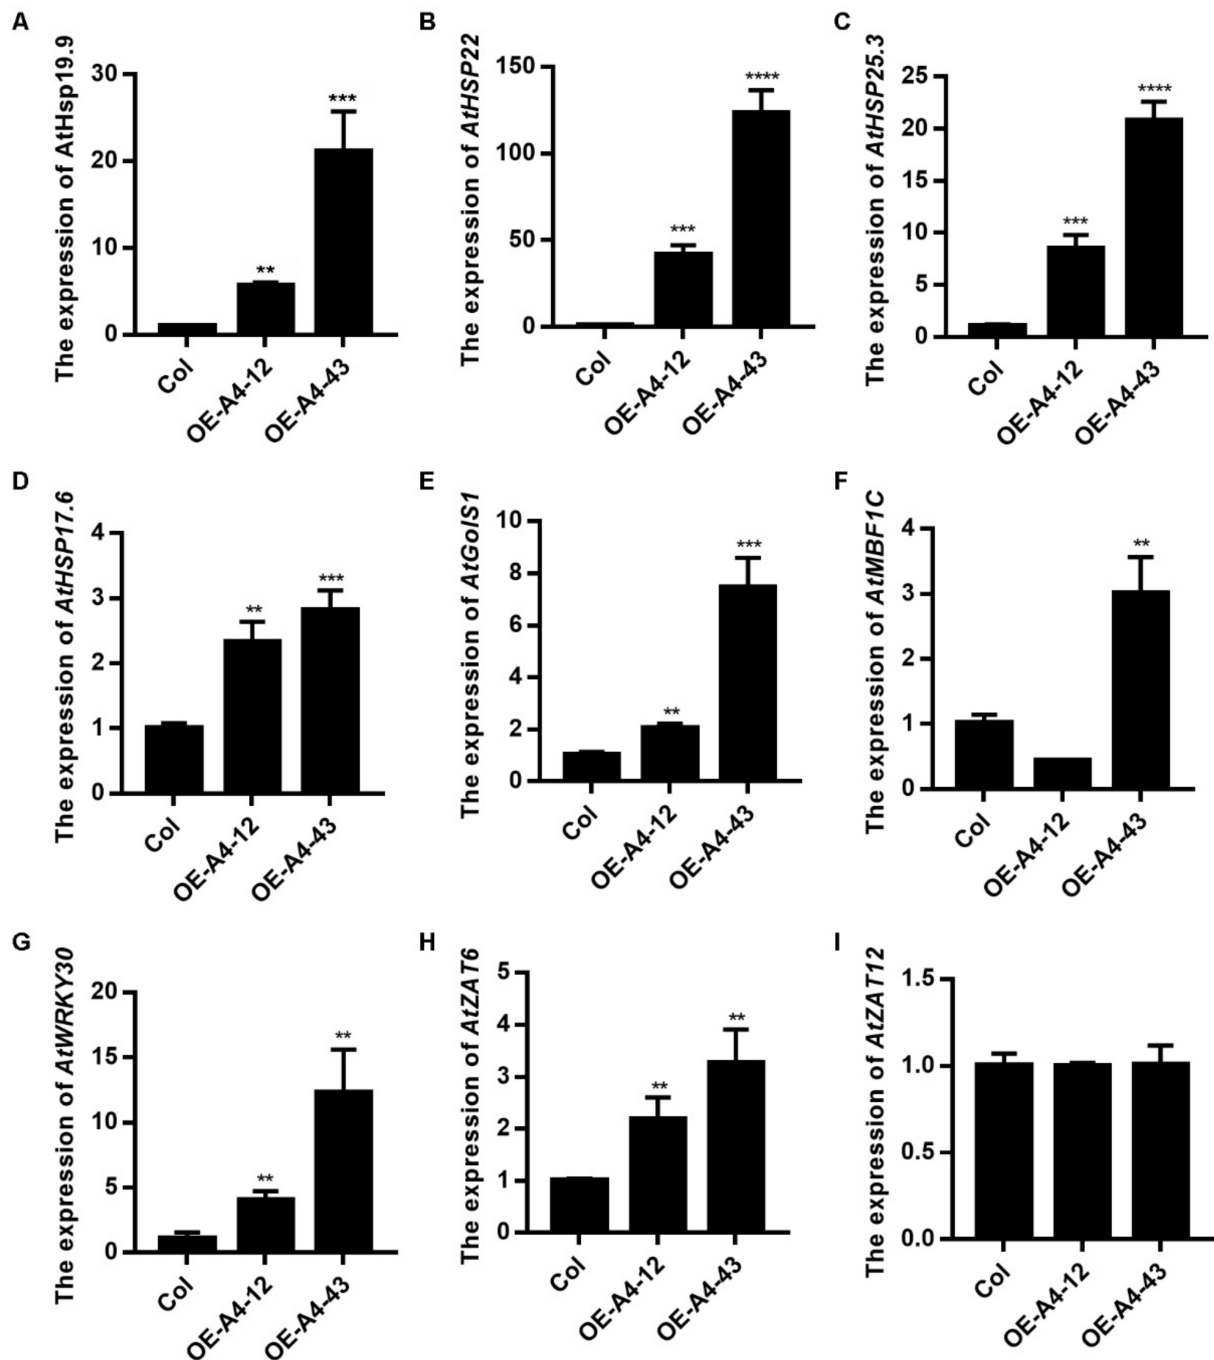 A
The expression of AtHsp19.9
30
20
10
0
**
***
Col
OE-A4-12
OE-A4-43
B
The expression of AtHSP22
150
100
50
0
***
****
Col
OE-A4-12
OE-A4-43
C
The expression of AtHSP25.3
25
20
15
10
5
0
***
****
Col
OE-A4-12
OE-A4-43
D
The expression of AtHSP17.6
4
3
2
1
0
**
***
Col
OE-A4-12
OE-A4-43
E
The expression of AtGolS1
10
8
6
4
2
0
**
***
Col
OE-A4-12
OE-A4-43
F
The expression of AtMBF1C
4
3
2
1
0
**
Col
OE-A4-12
OE-A4-43
G
The expression of AtWRKY30
20
15
10
5
0
**
**
Col
OE-A4-12
OE-A4-43
H
The expression of AtZAT6
5
4
3
2
1
0
**
**
Col
OE-A4-12
OE-A4-43
I
The expression of AtZAT12
1.5
1.0
0.5
0.0
Col
OE-A4-12
OE-A4-43